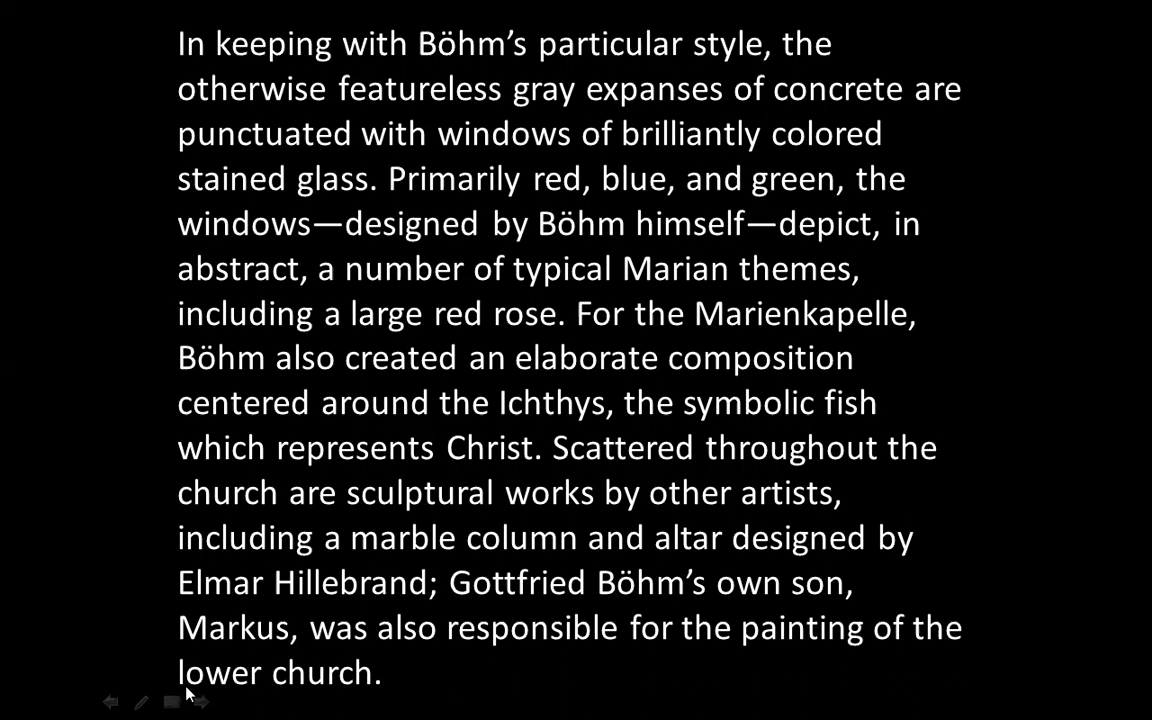 In keeping with Böhm’s particular style, the
otherwise featureless gray expanses of concrete are
punctuated with windows of brilliantly colored
stained glass. Primarily red, blue, and green, the
windows—designed by Böhm himself—depict, in
abstract, a number of typical Marian themes,
including a large red rose. For the Marienkapelle,
Böhm also created an elaborate composition
centered around the Ichthys, the symbolic fish
which represents Christ. Scattered throughout the
church are sculptural works by other artists,
including a marble column and altar designed by
Elmar Hillebrand; Gottfried Böhm’s own son,
Markus, was also responsible for the painting of the
lower church.